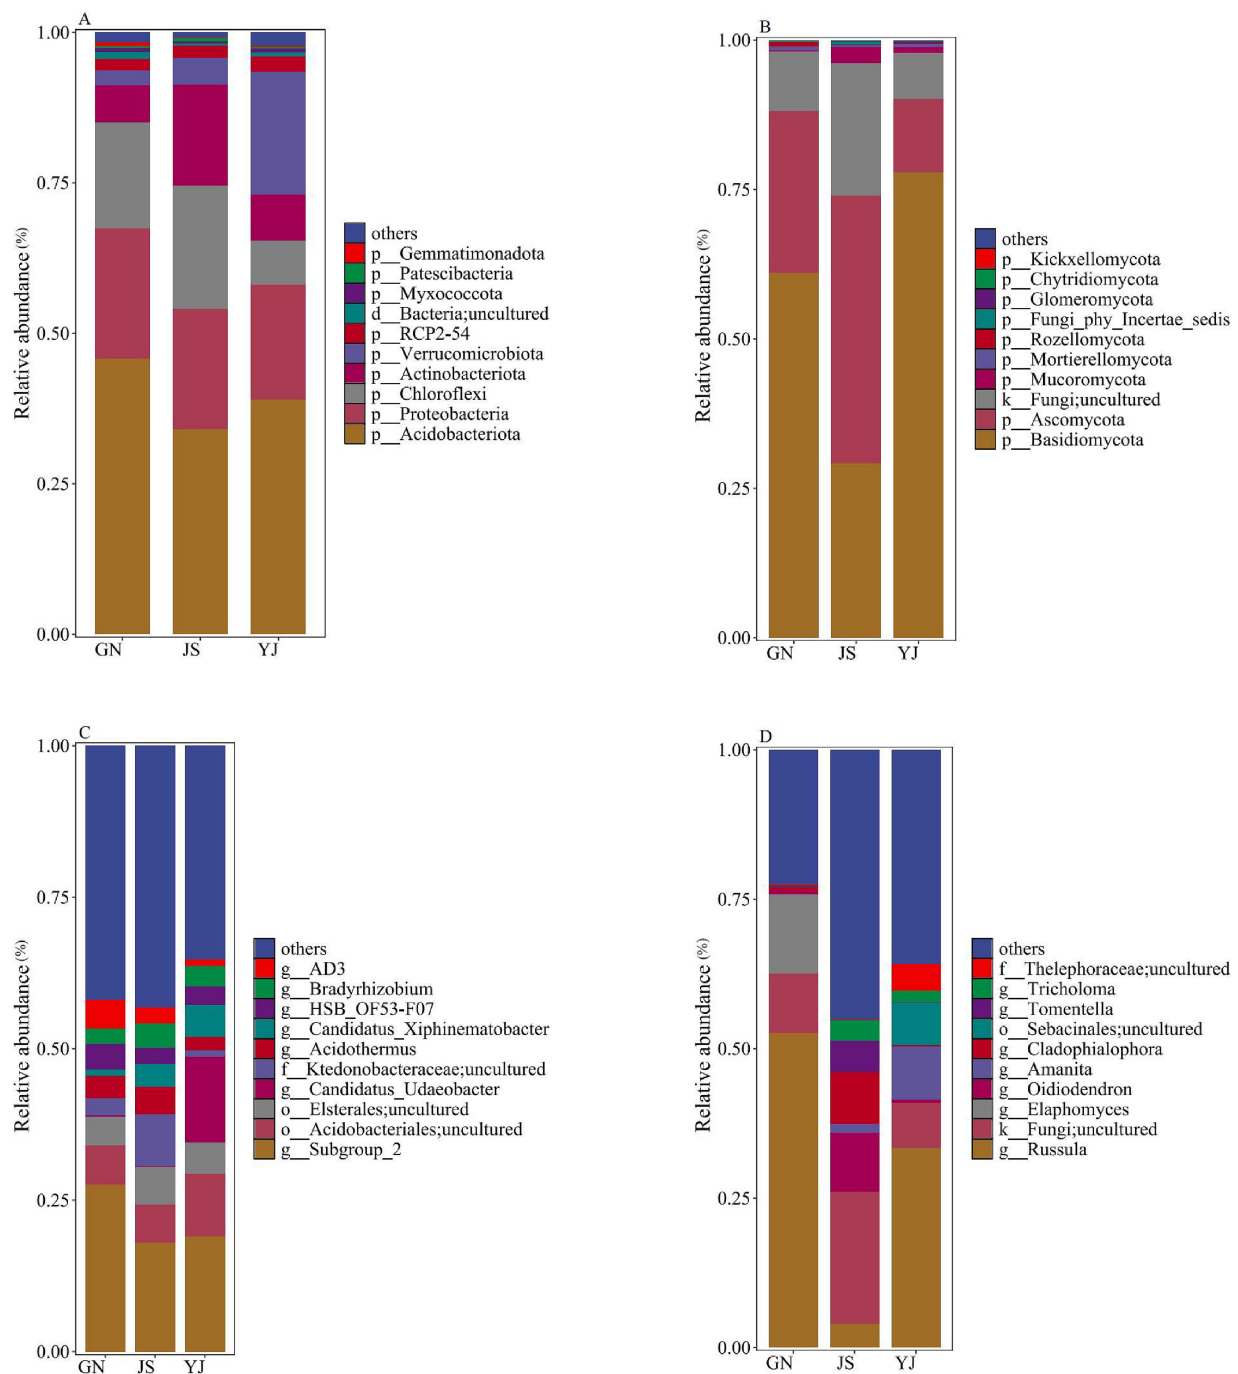 A
1.00
0.75
0.50
0.25
0.00
Relative abundance (%)
GN JS YJ
others
p__Gemmatimonadota
p__Patescibacteria
p__Myxococcota
d__Bacteria;uncultured
p__RCP2-54
p__Verrucomicrobiota
p__Actinobacteriota
p__Chloroflexi
p__Proteobacteria
p__Acidobacteriota
B
1.00
0.75
0.50
0.25
0.00
Relative abundance (%)
GN JS YJ
others
p__Kickxellomycota
p__Chytridiomycota
p__Glomeromycota
p__Fungi_phy_Incertae_sedis
p__Rozellomycota
p__Mortierellomycota
p__Mucoromycota
k__Fungi;uncultured
p__Ascomycota
p__Basidiomycota
C
1.00
0.75
0.50
0.25
0.00
Relative abundance (%)
GN JS YJ
others
g__AD3
g__Bradyrhizobium
g__HSB_OF53-F07
g__Candidatus_Xiphinematobacter
g__Acidothermus
f__Ktedonobacteraceae;uncultured
g__Candidatus_Udaeobacter
o__Elsterales;uncultured
o__Acidobacteriales;uncultured
g__Subgroup_2
D
1.00
0.75
0.50
0.25
0.00
Relative abundance (%)
GN JS YJ
others
f__Thelephoraceae;uncultured
g__Tricholoma
g__Tomentella
o__Sebacinales;uncultured
g__Cladophialophora
g__Amanita
g__Oidiodendron
g__Elaphomyces
k__Fungi;uncultured
g__Russula